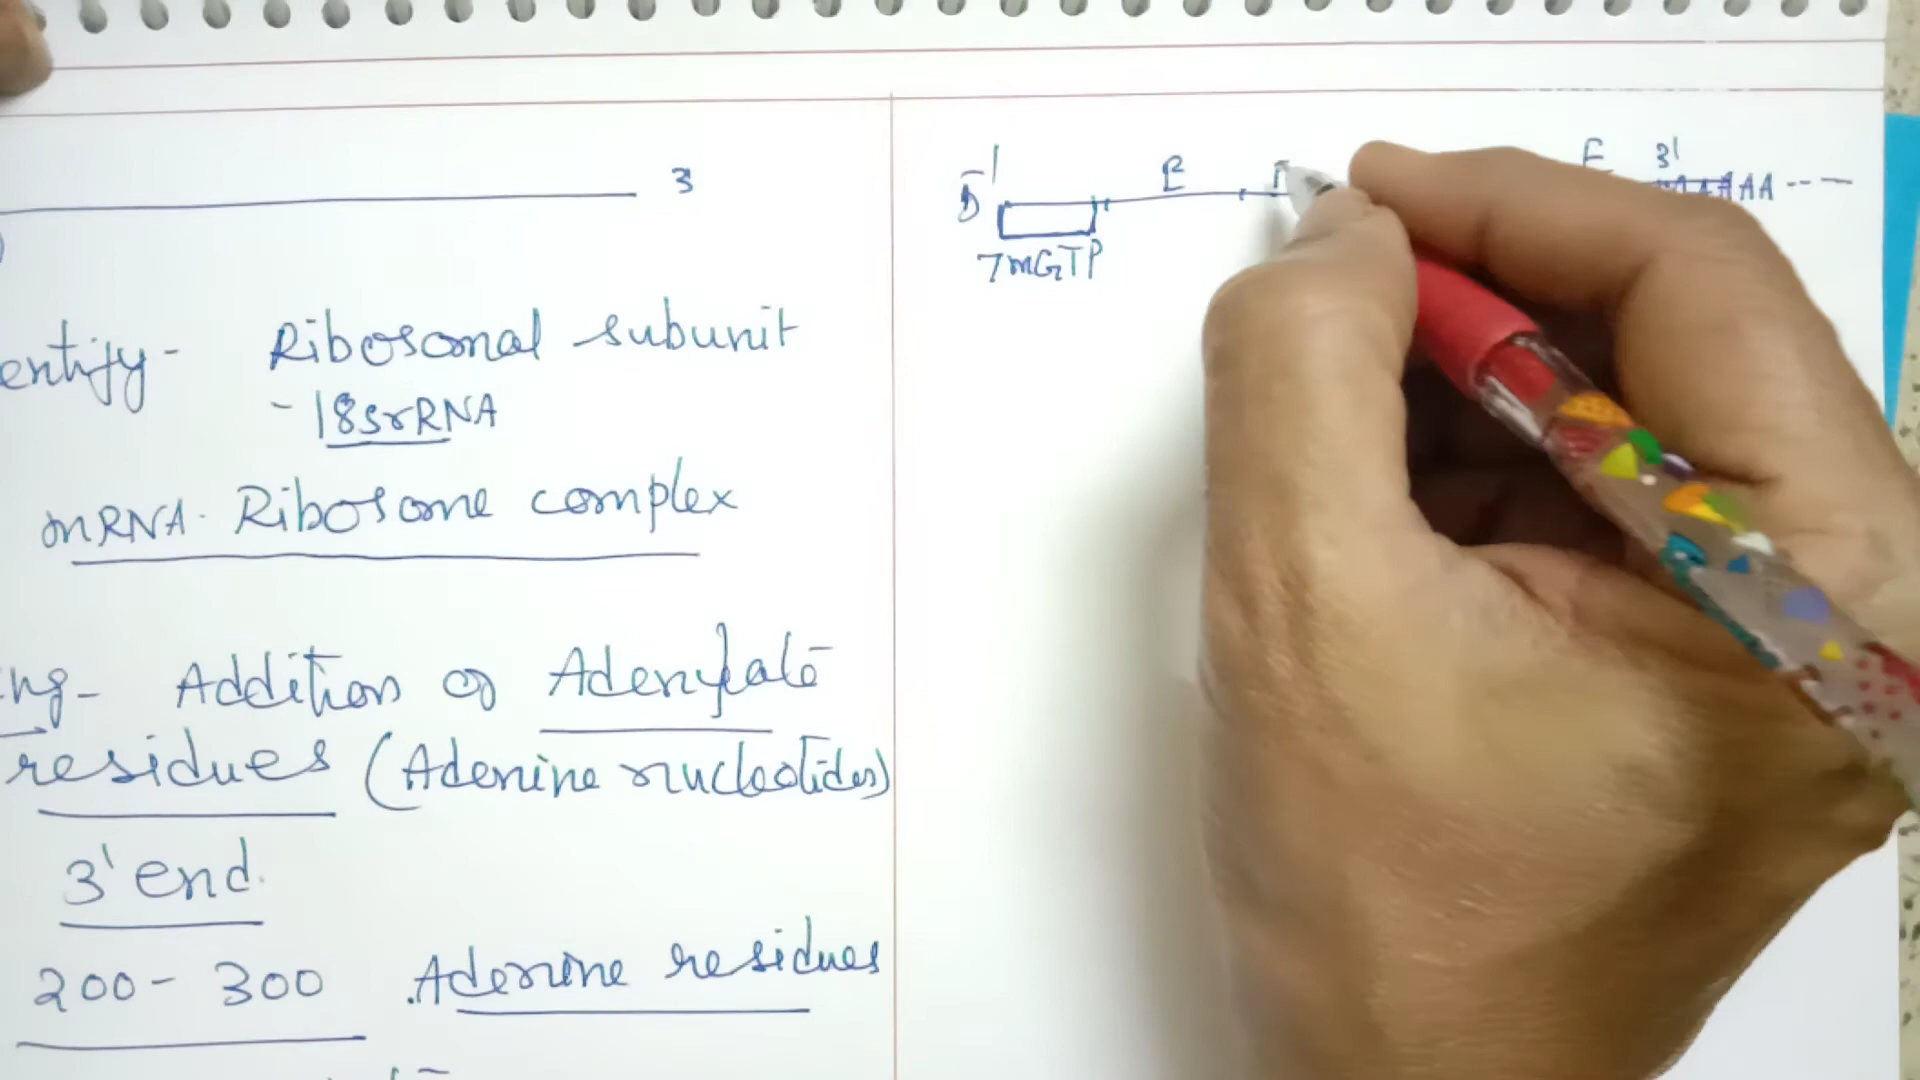 3
entify - Ribosomal subunit
- 18SrRNA
mRNA. Ribosome complex
ing - Addition of Adenylate
residues (Adenine nucleotides)
3' end.
200 - 300 Adenine residues
5' E E 3'
AAAA -- -
7mGTP